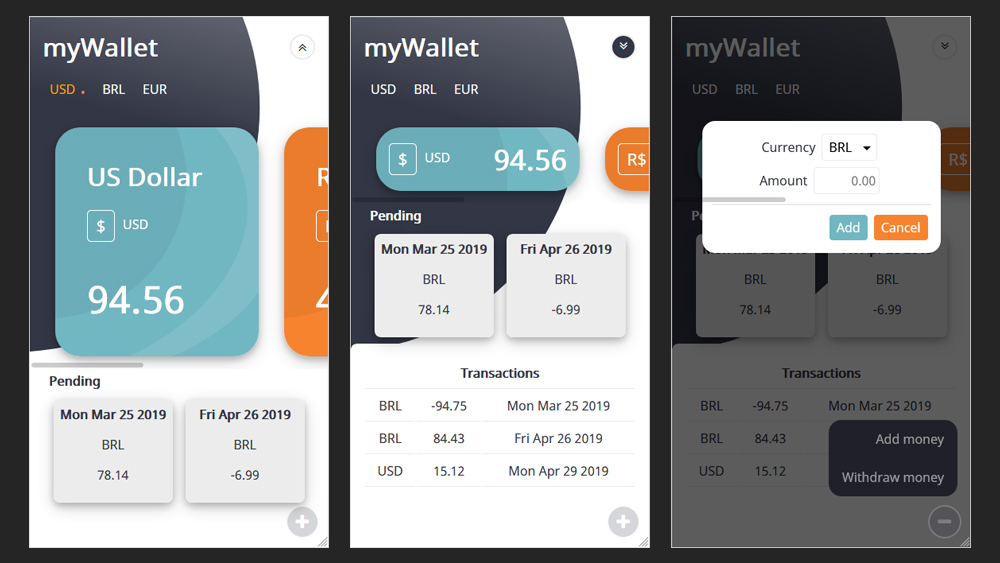 myWallet
USD BRL EUR
US Dollar
$ USD
94.56
Pending
Mon Mar 25 2019 Fri Apr 26 2019
BRL BRL
78.14 -6.99
myWallet
USD BRL EUR
$ USD 94.56 R$
Pending
Mon Mar 25 2019 Fri Apr 26 2019
BRL BRL
78.14 -6.99
Transactions
BRL -94.75 Mon Mar 25 2019
BRL 84.43 Fri Apr 26 2019
USD 15.12 Mon Apr 29 2019
myWallet
USD BRL EUR
R$
Currency BRL
Amount 0.00
Add Cancel
BRL BRL
78.14 -6.99
Transactions
BRL -94.75 Mon Mar 25 2019
BRL 84.43
USD 15.12
Add money
Withdraw money